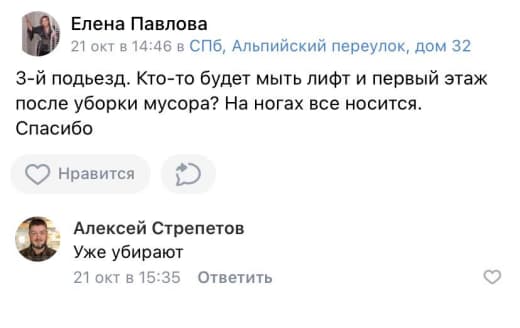 Елена Павлова
21 окт в 14:46 в СПб, Альпийский переулок, дом 32
3-й подьезд. Кто-то будет мыть лифт и первый этаж
после уборки мусора? На ногах все носится.
Спасибо
Нравится
Алексей Стрепетов
Уже убирают
21 окт в 15:35 Ответить